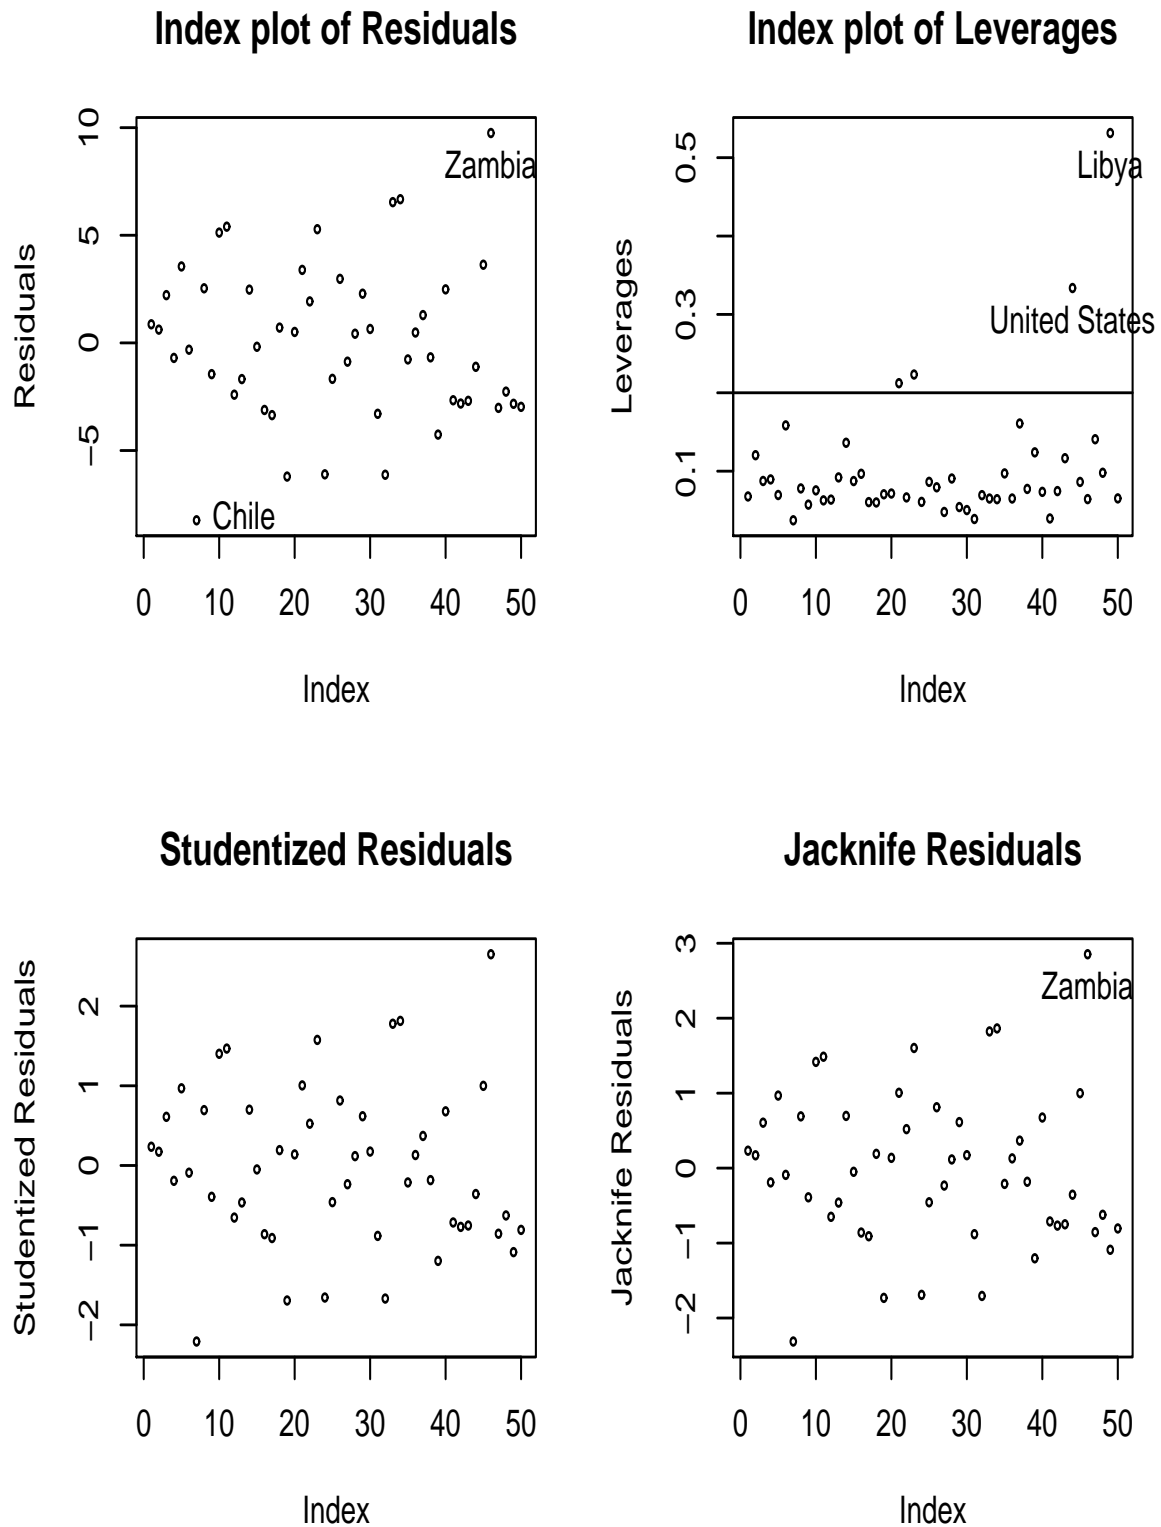 Index plot of Residuals
Residuals
10
5
0
−5
Zambia
Chile
0 10 20 30 40 50
Index
Index plot of Leverages
Leverages
0.5
0.3
0.1
Libya
United States
0 10 20 30 40 50
Index
Studentized Residuals
Studentized Residuals
2
1
0
−1
−2
0 10 20 30 40 50
Index
Jacknife Residuals
Jacknife Residuals
3
2
1
0
−1
−2
Zambia
0 10 20 30 40 50
Index